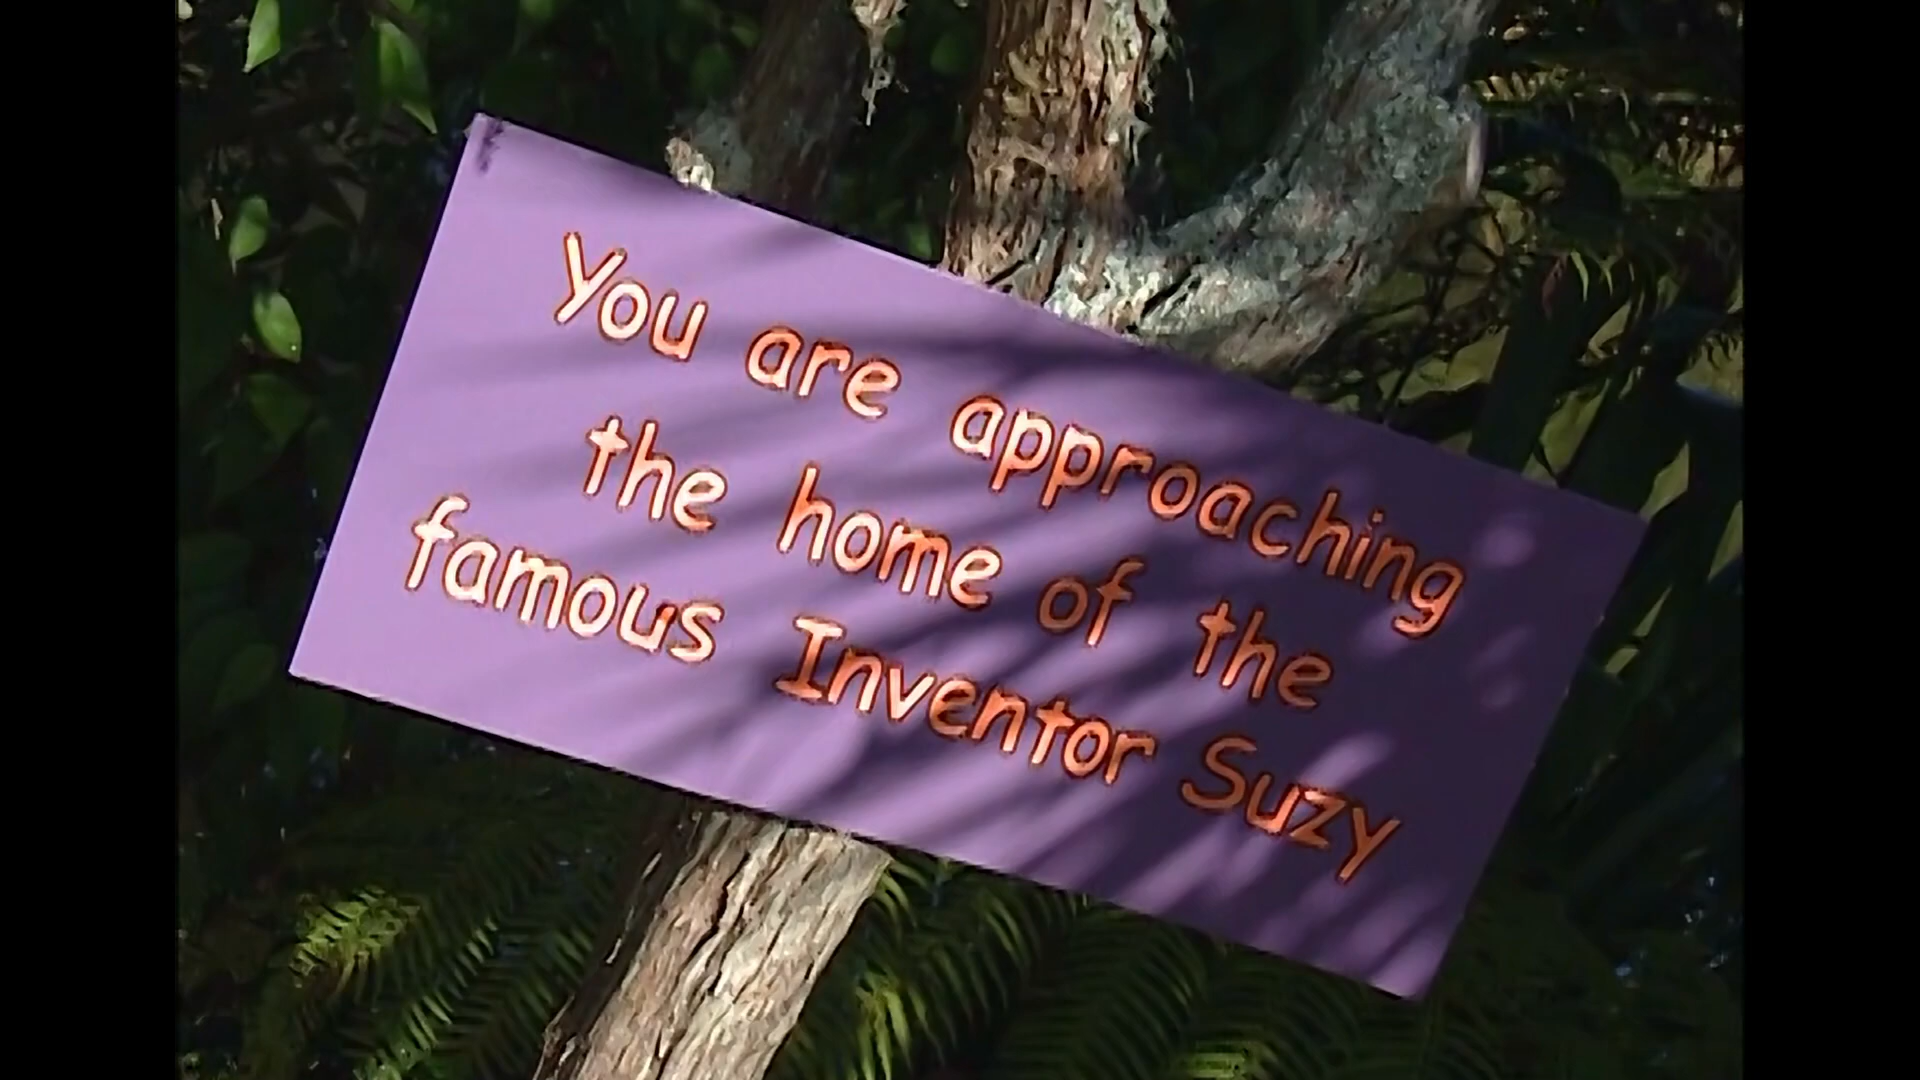 You are approaching
the home of the
famous Inventor Suzy